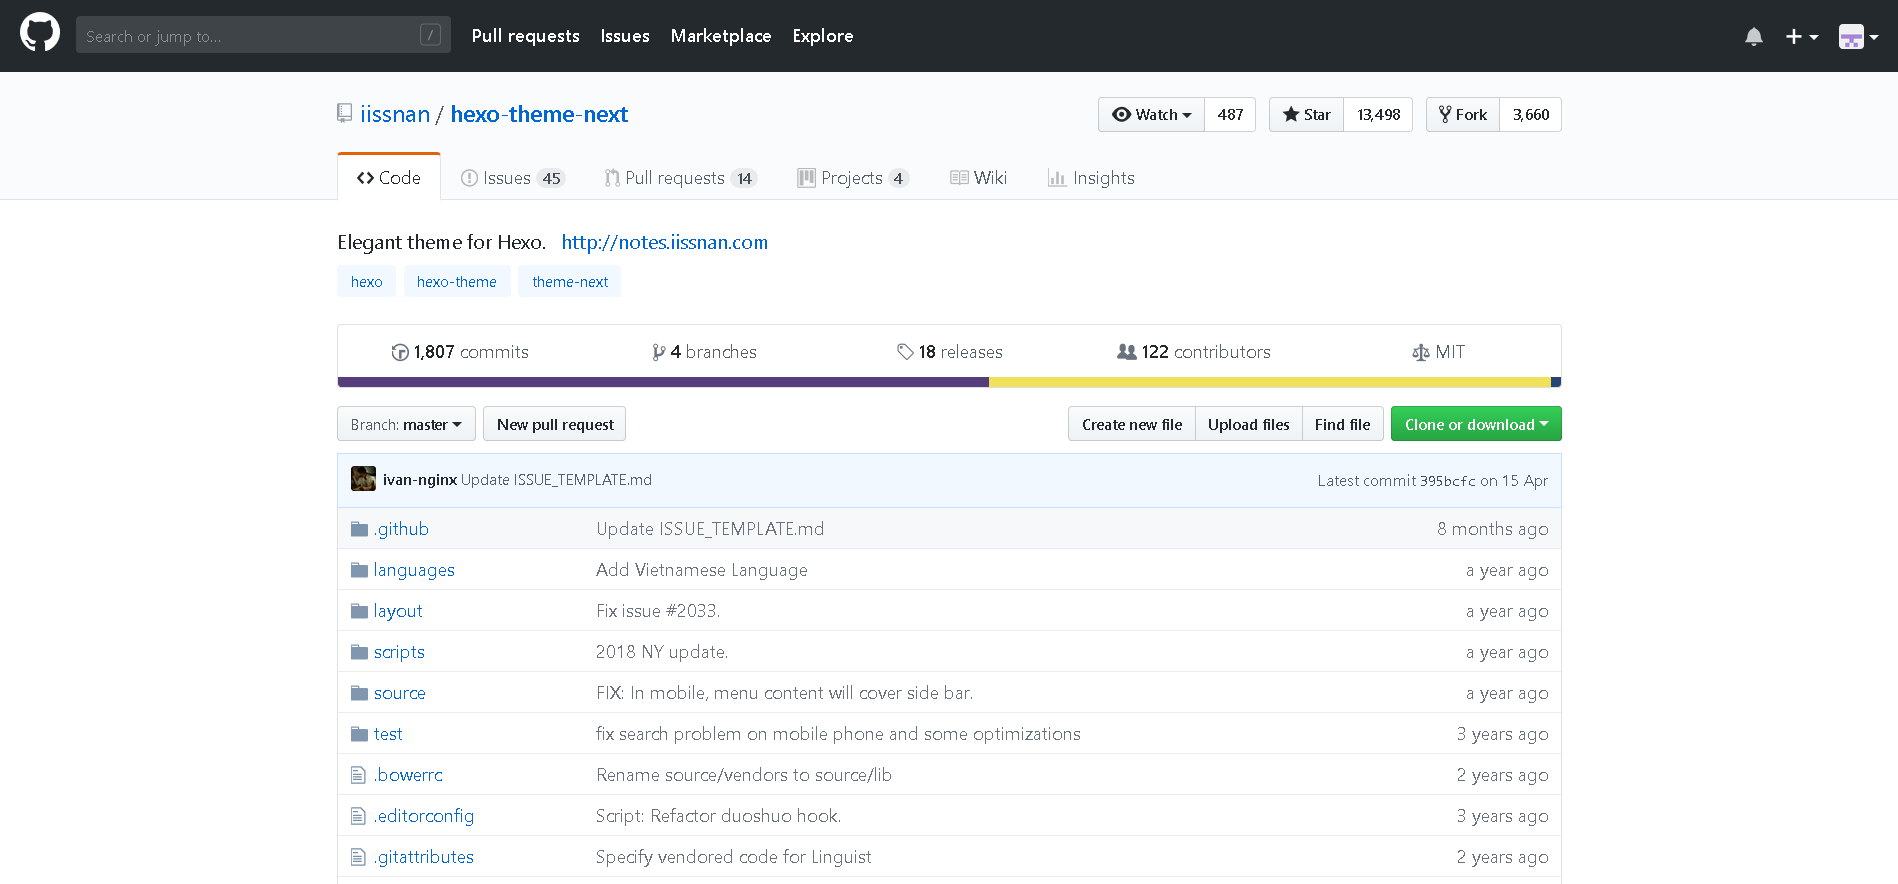 Search or jump to... / Pull requests Issues Marketplace Explore
iissnan / hexo-theme-next Watch 487 Star 13,498 Fork 3,660
Code Issues 45 Pull requests 14 Projects 4 Wiki Insights
Elegant theme for Hexo. http://notes.iissnan.com
hexo hexo-theme theme-next
1,807 commits 4 branches 18 releases 122 contributors MIT
Branch: master New pull request Create new file Upload files Find file Clone or download
ivan-nginx Update ISSUE_TEMPLATE.md Latest commit 395bcfc on 15 Apr
.github Update ISSUE_TEMPLATE.md 8 months ago
languages Add Vietnamese Language a year ago
layout Fix issue #2033. a year ago
scripts 2018 NY update. a year ago
source FIX: In mobile, menu content will cover side bar. a year ago
test fix search problem on mobile phone and some optimizations 3 years ago
.bowerrc Rename source/vendors to source/lib 2 years ago
.editorconfig Script: Refactor duoshuo hook. 3 years ago
.gitattributes Specify vendored code for Linguist 2 years ago